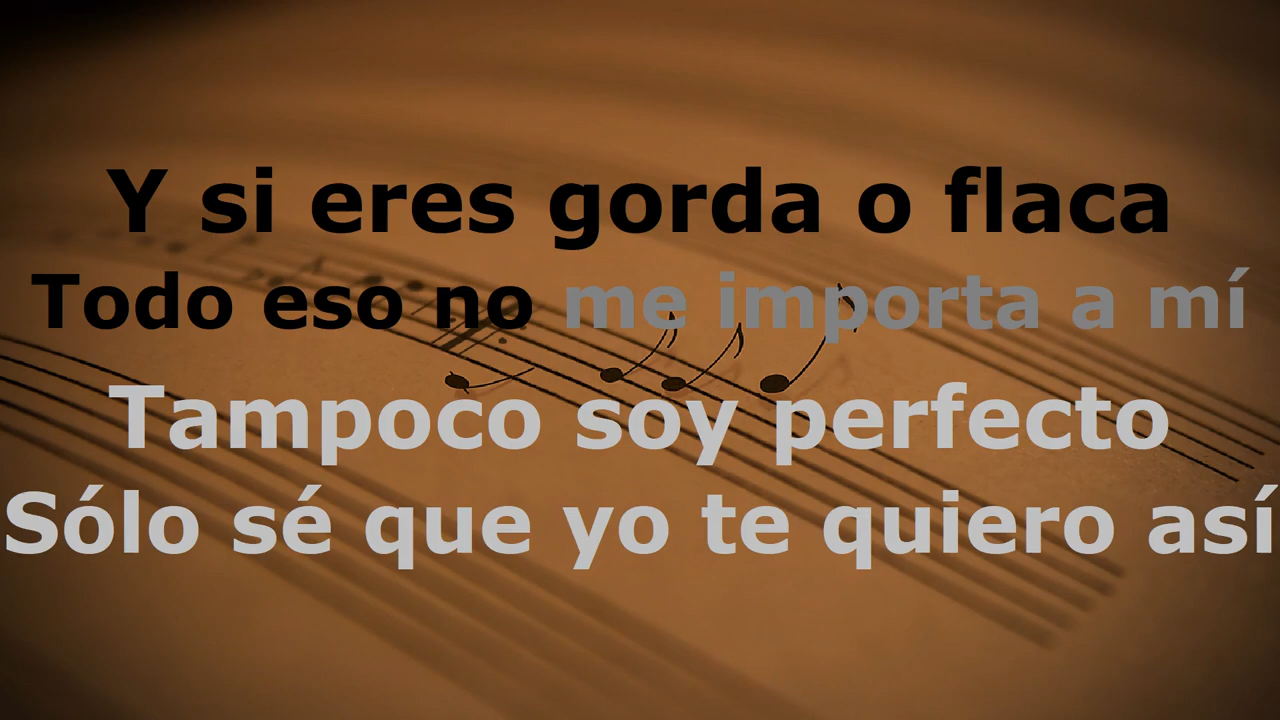 Y si eres gorda o flaca
Todo eso no me importa a mí
Tampoco soy perfecto
Sólo sé que yo te quiero así